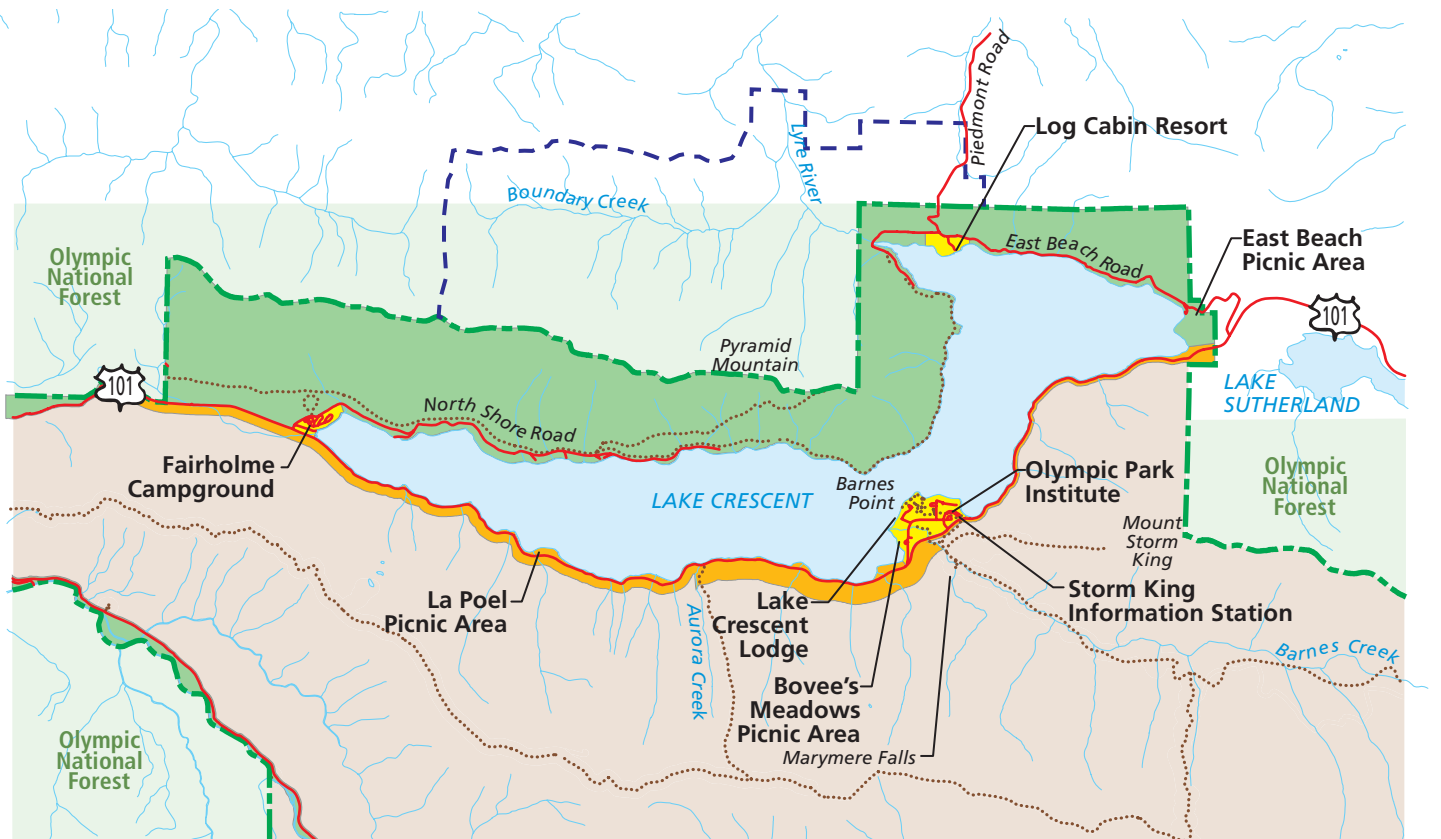 Piedmont Road
Log Cabin Resort
Lyre River
Boundary Creek
East Beach Road
East Beach
Picnic Area
Olympic
National
Forest
101
Pyramid
Mountain
101
LAKE
SUTHERLAND
North Shore Road
Fairholme
Campground
LAKE CRESCENT
Barnes
Point
Olympic Park
Institute
Olympic
National
Forest
Mount
Storm
King
La Poel
Picnic Area
Aurora Creek
Lake
Crescent
Lodge
Storm King
Information Station
Barnes Creek
Bovee's
Meadows
Picnic Area
Marymere Falls
Olympic
National
Forest